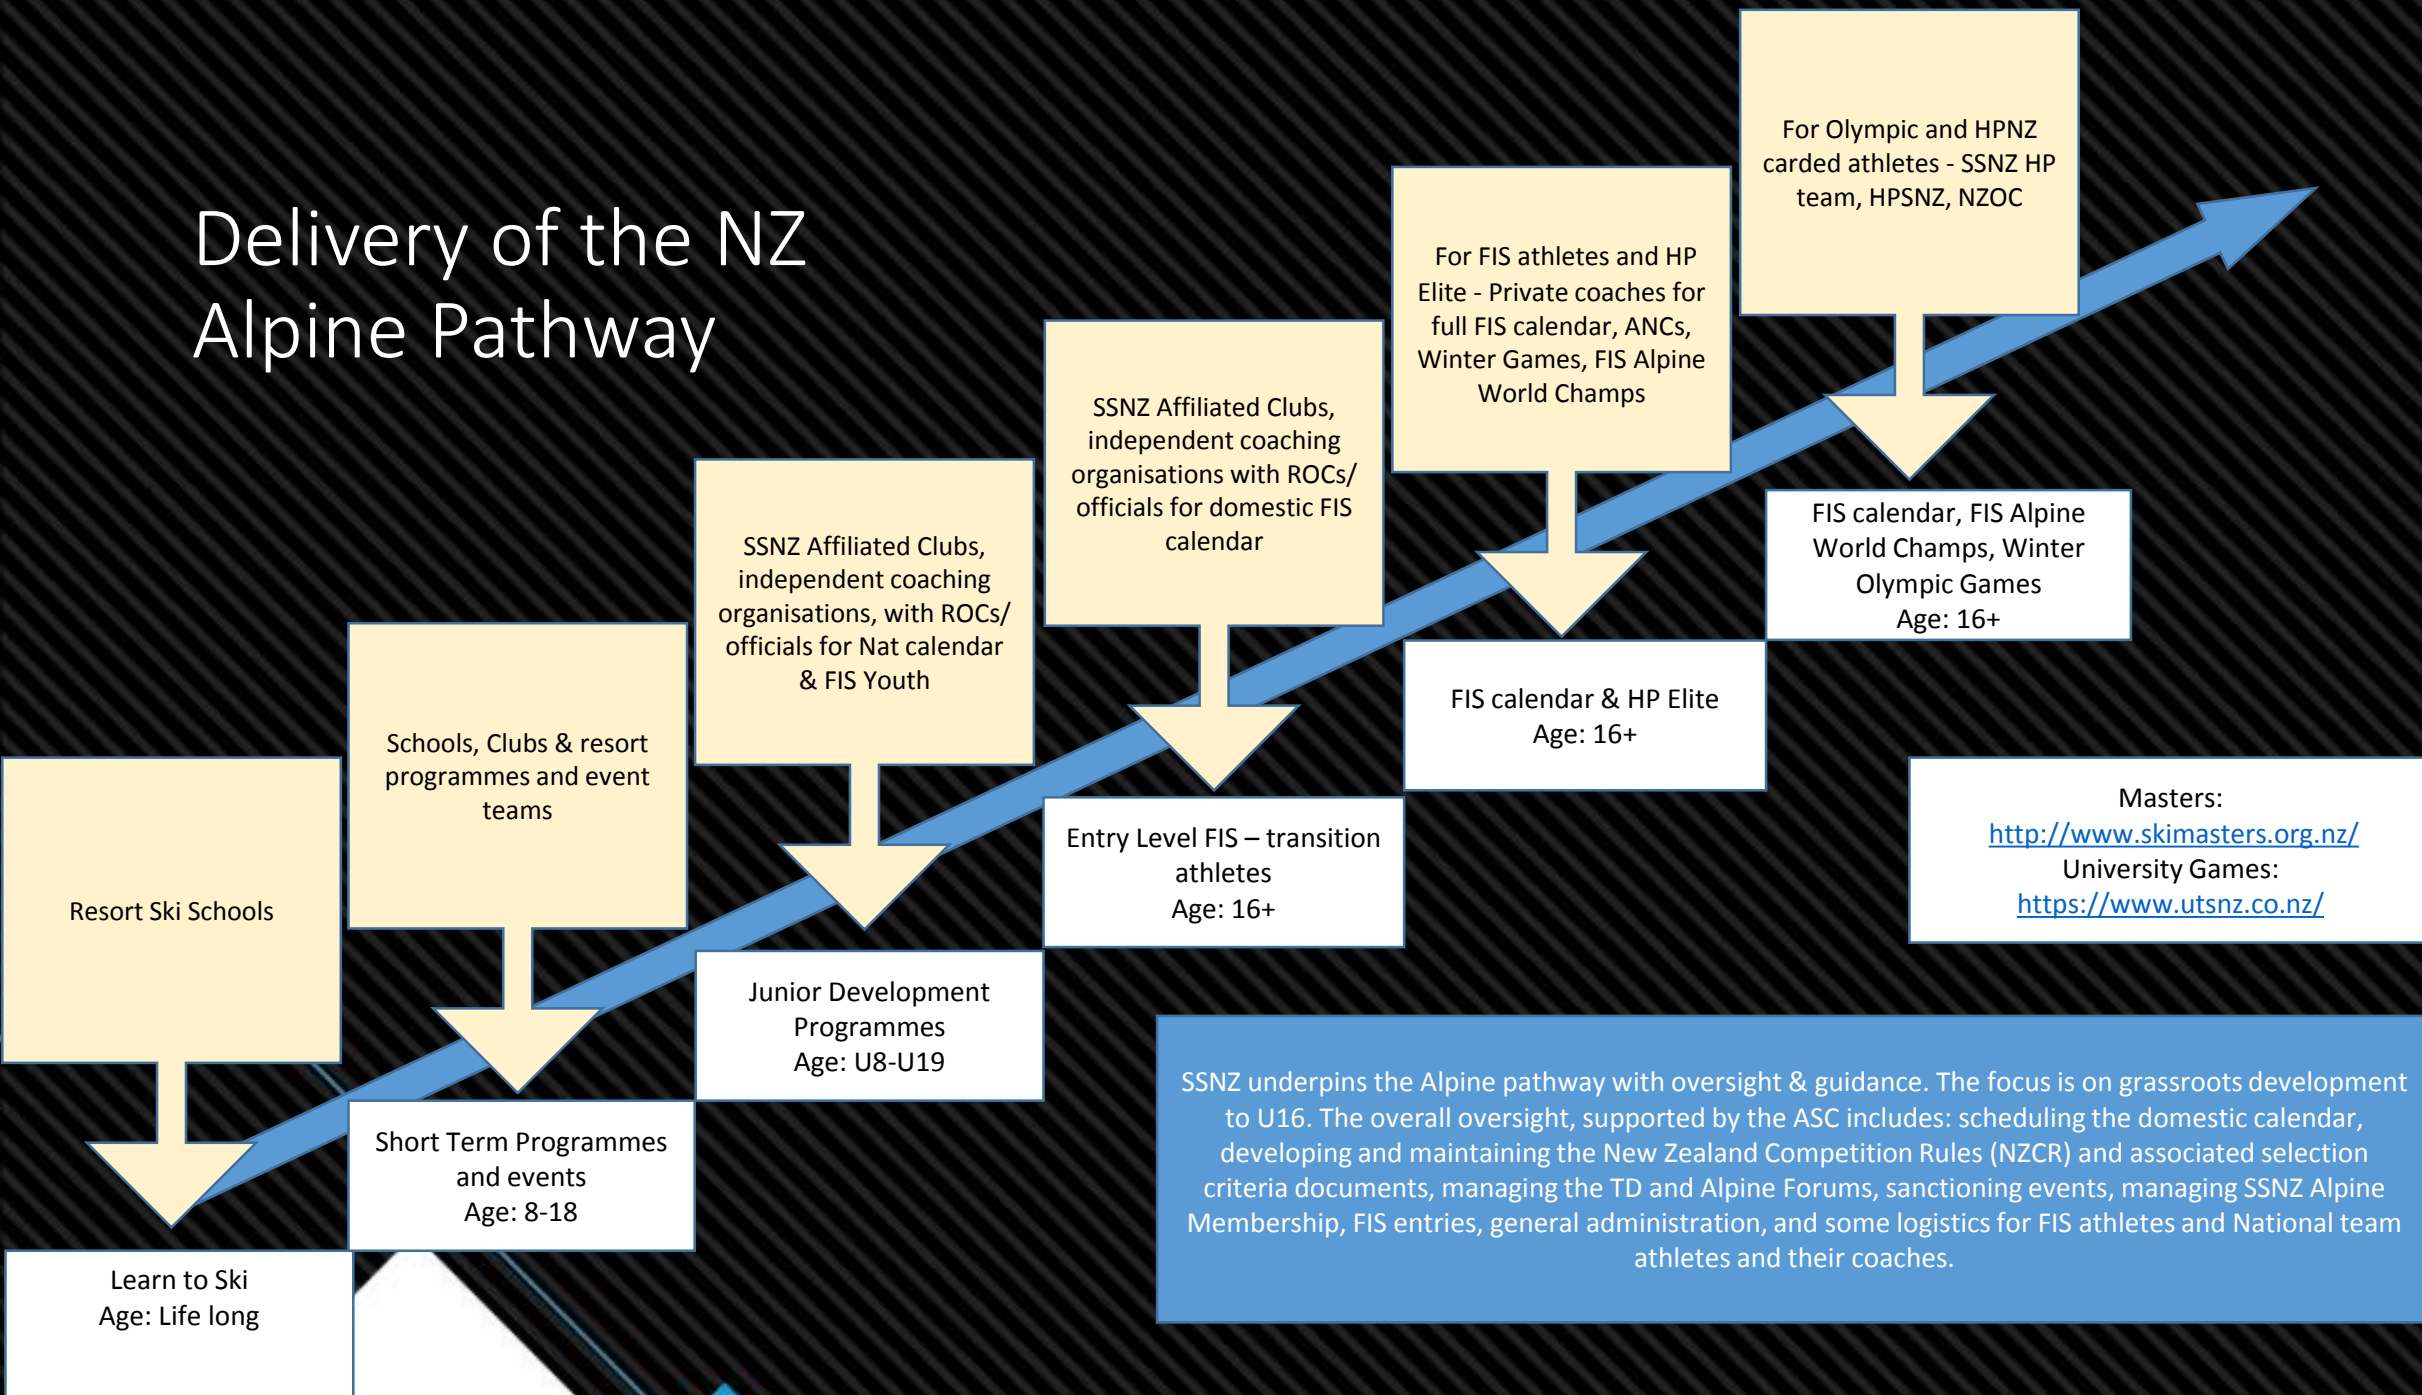 Delivery of the NZ
Alpine Pathway
Resort Ski Schools
Learn to Ski
Age: Life long
Schools, Clubs & resort
programmes and event
teams
Short Term Programmes
and events
Age: 8-18
SSNZ Affiliated Clubs,
independent coaching
organisations, with ROCs/
officials for Nat calendar
& FIS Youth
Junior Development
Programmes
Age: U8-U19
SSNZ Affiliated Clubs,
independent coaching
organisations with ROCs/
officials for domestic FIS
calendar
Entry Level FIS – transition
athletes
Age: 16+
For FIS athletes and HP
Elite - Private coaches for
full FIS calendar, ANCs,
Winter Games, FIS Alpine
World Champs
FIS calendar & HP Elite
Age: 16+
For Olympic and HPNZ
carded athletes - SSNZ HP
team, HPSNZ, NZOC
FIS calendar, FIS Alpine
World Champs, Winter
Olympic Games
Age: 16+
Masters:
http://www.skimasters.org.nz/
University Games:
https://www.utsnz.co.nz/
SSNZ underpins the Alpine pathway with oversight & guidance. The focus is on grassroots development
to U16. The overall oversight, supported by the ASC includes: scheduling the domestic calendar,
developing and maintaining the New Zealand Competition Rules (NZCR) and associated selection
criteria documents, managing the TD and Alpine Forums, sanctioning events, managing SSNZ Alpine
Membership, FIS entries, general administration, and some logistics for FIS athletes and National team
athletes and their coaches.